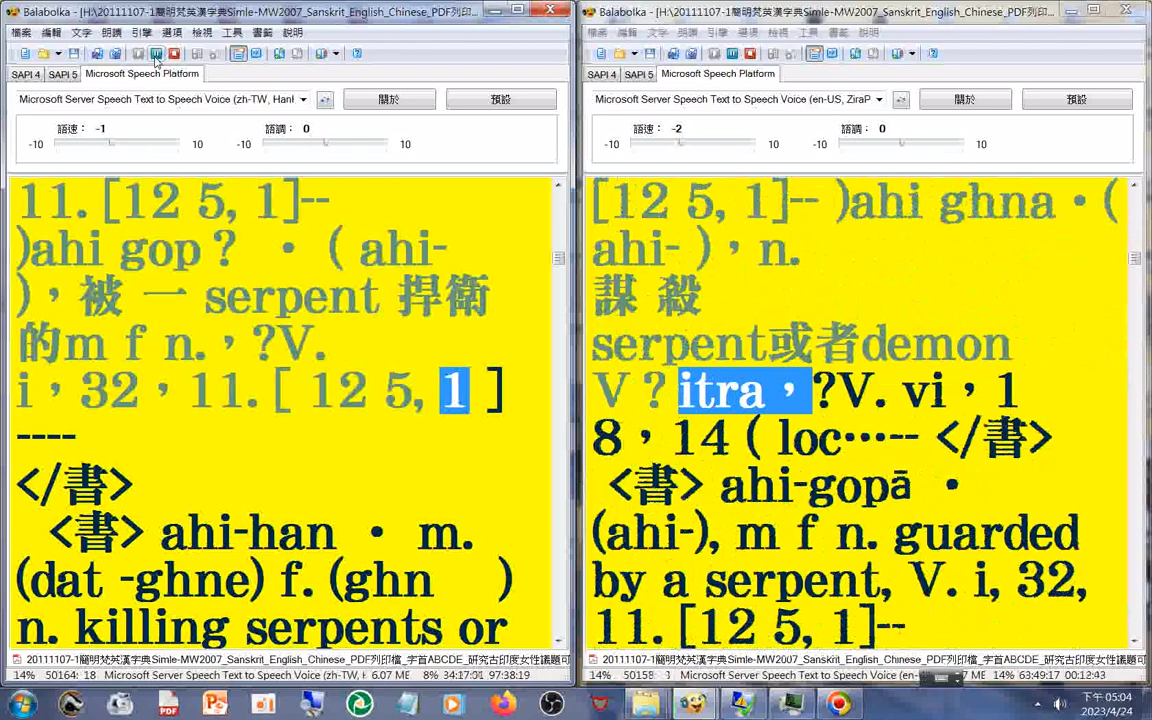 Balabolka - [H:\20111107-1簡明梵英漢字典Simle-MW2007_Sanskrit_English_Chinese_PDF列印...
檔案 編輯 文字 朗讀 引擎 選項 檢視 工具 書籤 說明
SAPI 4 SAPI 5 Microsoft Speech Platform
Microsoft Server Speech Text to Speech Voice (zh-TW, Hanl
關於 預設
語速: -1 語調: 0
-10 10 -10 10
11. [12 5, 1]--
)ahi gop? • ( ahi-
),被 一 serpent 捍衛
的m f n.,?V.
i,32,11. [ 12 5, 1 ]
----
</書>
<書> ahi-han • m.
(dat -ghne) f. (ghn )
n. killing serpents or
20111107-1簡明梵英漢字典Simle-MW2007_Sanskrit_English_Chinese_PDF列印檔_字首ABCDE_研究古印度女性議題可
14% 50164: 18 Microsoft Server Speech Text to Speech Voice (zh-TW, H 6.07 MB 8% 34:17:01 97:38:19
Balabolka - [H:\20111107-1簡明梵英漢字典Simle-MW2007_Sanskrit_English_Chinese_PDF列印...
檔案 編輯 文字 朗讀 引擎 選項 檢視 工具 書籤 說明
SAPI 4 SAPI 5 Microsoft Speech Platform
Microsoft Server Speech Text to Speech Voice (en-US, ZiraP
關於 預設
語速: -2 語調: 0
-10 10 -10 10
[12 5, 1]-- )ahi ghna • (
ahi- ),n.
謀 殺
serpent或者demon
V ? itra,?V. vi,1
8,14 ( loc…-- </書>
<書> ahi-gopā •
(ahi-), m f n. guarded
by a serpent, V. i, 32,
11. [12 5, 1]--
20111107-1簡明梵英漢字典Simle-MW2007_Sanskrit_English_Chinese_PDF列印檔_字首ABCDE_研究古印度女性議題可
14% 50158 Microsoft Server Speech Text to Speech Voice 14% 63:49:17 00:12:43
下午 05:04
2023/4/24